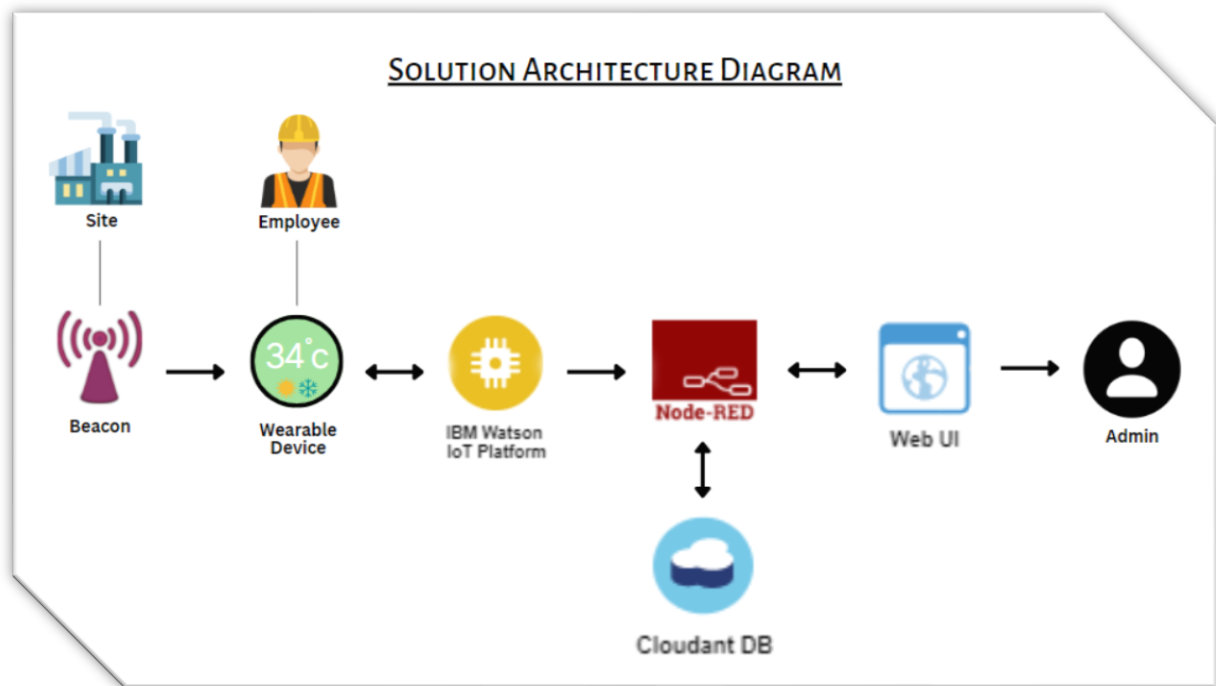 SOLUTION ARCHITECTURE DIAGRAM
Site
Employee
34°c
Beacon
Wearable
Device
IBM Watson
IoT Platform
Node-RED
Web UI
Admin
Cloudant DB